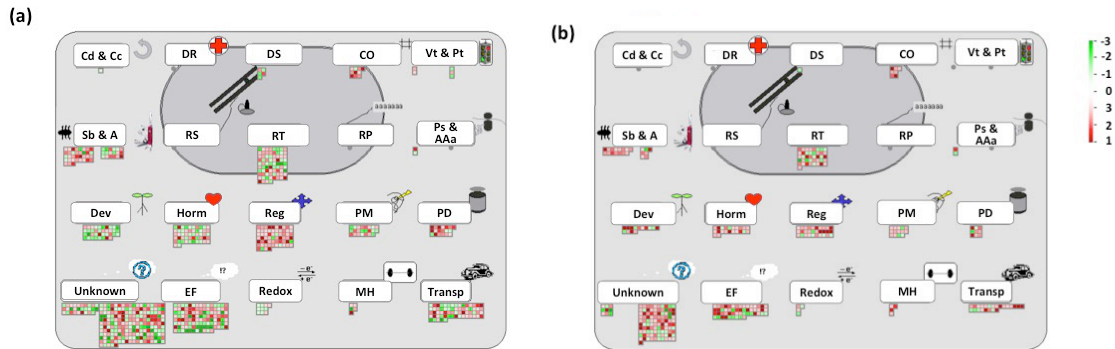 (a)
Cd & Cc DR DS CO Vt & Pt
Sb & A RS RT RP Ps & AAa
Dev Horm Reg PM PD
? !? – e⁻ + e⁻
Unknown EF Redox MH Transp
(b)
Cd & Cc DR DS CO Vt & Pt
Sb & A RS RT RP Ps & AAa
Dev Horm Reg PM PD
? !? – e⁻ + e⁻
Unknown EF Redox MH Transp
-3
-2
-1
0
1
3
2
1